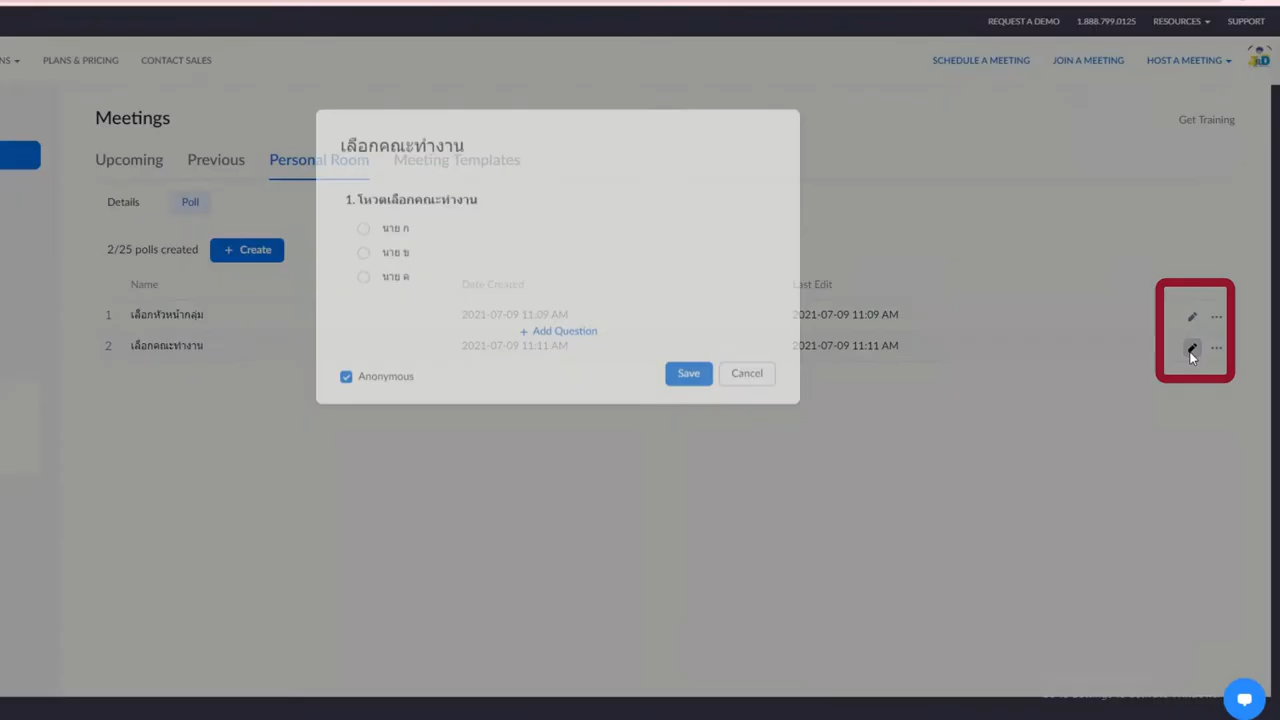 REQUEST A DEMO 1.888.799.0125 RESOURCES SUPPORT
NS PLANS & PRICING CONTACT SALES SCHEDULE A MEETING JOIN A MEETING HOST A MEETING
Meetings Get Training
Upcoming Previous Personal Room Meeting Templates
Details Poll
2/25 polls created + Create
Name Date Created Last Edit
1 เลือกหัวหน้ากลุ่ม 2021-07-09 11:09 AM 2021-07-09 11:09 AM
2 เลือกคณะทำงาน 2021-07-09 11:11 AM 2021-07-09 11:11 AM
เลือกคณะทำงาน
1. โหวตเลือกคณะทำงาน
นาย ก
นาย ข
นาย ค
+ Add Question
Anonymous Save Cancel